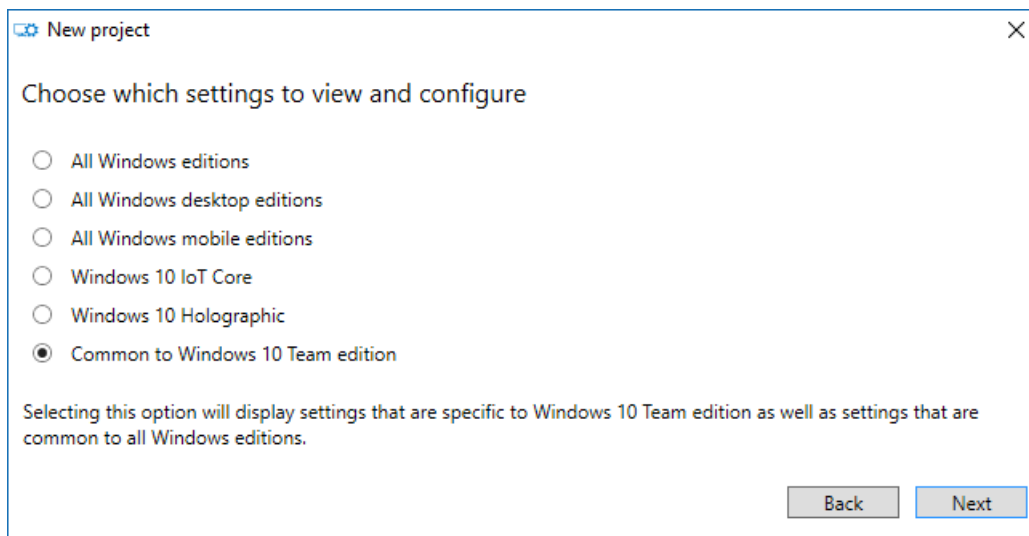 New project
Choose which settings to view and configure
All Windows editions
All Windows desktop editions
All Windows mobile editions
Windows 10 IoT Core
Windows 10 Holographic
Common to Windows 10 Team edition
Selecting this option will display settings that are specific to Windows 10 Team edition as well as settings that are
common to all Windows editions.
Back Next